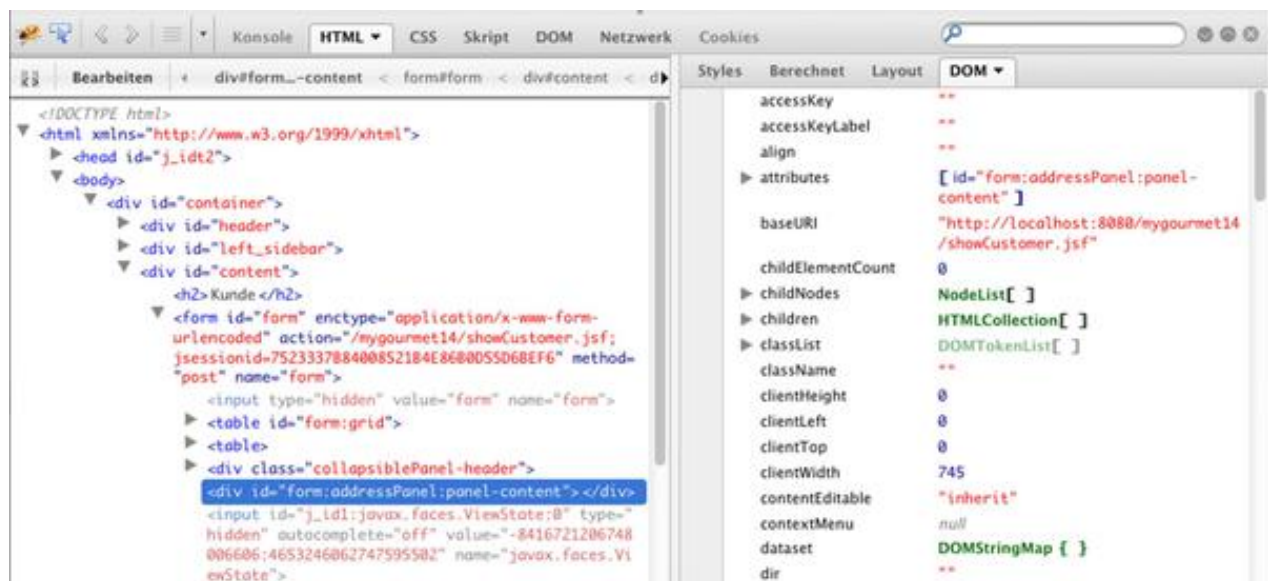 Konsole HTML CSS Skript DOM Netzwerk Cookies
Bearbeiten div#form...-content < form#form < div#content < d
Styles Berechnet Layout DOM
<!DOCTYPE html>
<html xmlns="http://www.w3.org/1999/xhtml">
<head id="j_idt2">
<body>
<div id="container">
<div id="header">
<div id="left_sidebar">
<div id="content">
<h2> Kunde </h2>
<form id="form" enctype="application/x-www-form-
urlencoded" action="/mygourmet14/showCustomer.jsf;
jsessionid=752333788400852184E86B0D55D6BEF6" method=
"post" name="form">
<input type="hidden" value="form" name="form">
<table id="form:grid">
<table>
<div class="collapsiblePanel-header">
<div id="form:addressPanel:panel-content"></div>
<input id="j_id1:javax.faces.ViewState:0" type="
hidden" autocomplete="off" value="-8416721206748
006606:4653246062747595502" name="javax.faces.Vi
ewState">
accessKey ""
accessKeyLabel ""
align ""
attributes [ id="form:addressPanel:panel-
content" ]
baseURI "http://localhost:8080/mygourmet14
/showCustomer.jsf"
childElementCount 0
childNodes NodeList[ ]
children HTMLCollection[ ]
classList DOMTokenList[ ]
className ""
clientHeight 0
clientLeft 0
clientTop 0
clientWidth 745
contentEditable "inherit"
contextMenu null
dataset DOMStringMap { }
dir ""